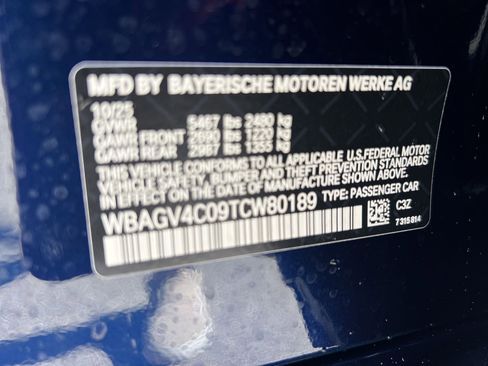 MFD BY BAYERISCHE MOTOREN WERKE AG
10/25
GVWR 5467 lbs 2480 kg
GAWR FRONT 2690 lbs 1220 kg
GAWR REAR 2987 lbs 1355 kg
THIS VEHICLE CONFORMS TO ALL APPLICABLE U.S. FEDERAL MOTOR
VEHICLE SAFETY, BUMPER, AND THEFT PREVENTION STANDARDS
IN EFFECT ON THE DATE OF MANUFACTURE SHOWN ABOVE.
WBAGV4C09TCW80189 TYPE: PASSENGER CAR
C3Z
7315814